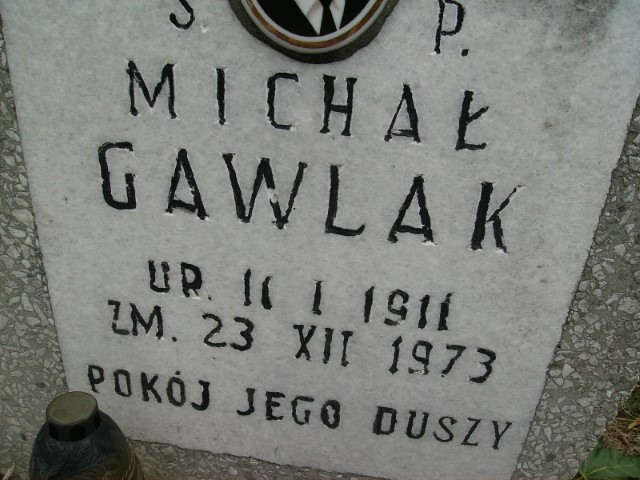 Ś P.
MICHAŁ
GAWLAK
UR. 11 I 1911
ZM. 23 XII 1973
POKÓJ JEGO DUSZY